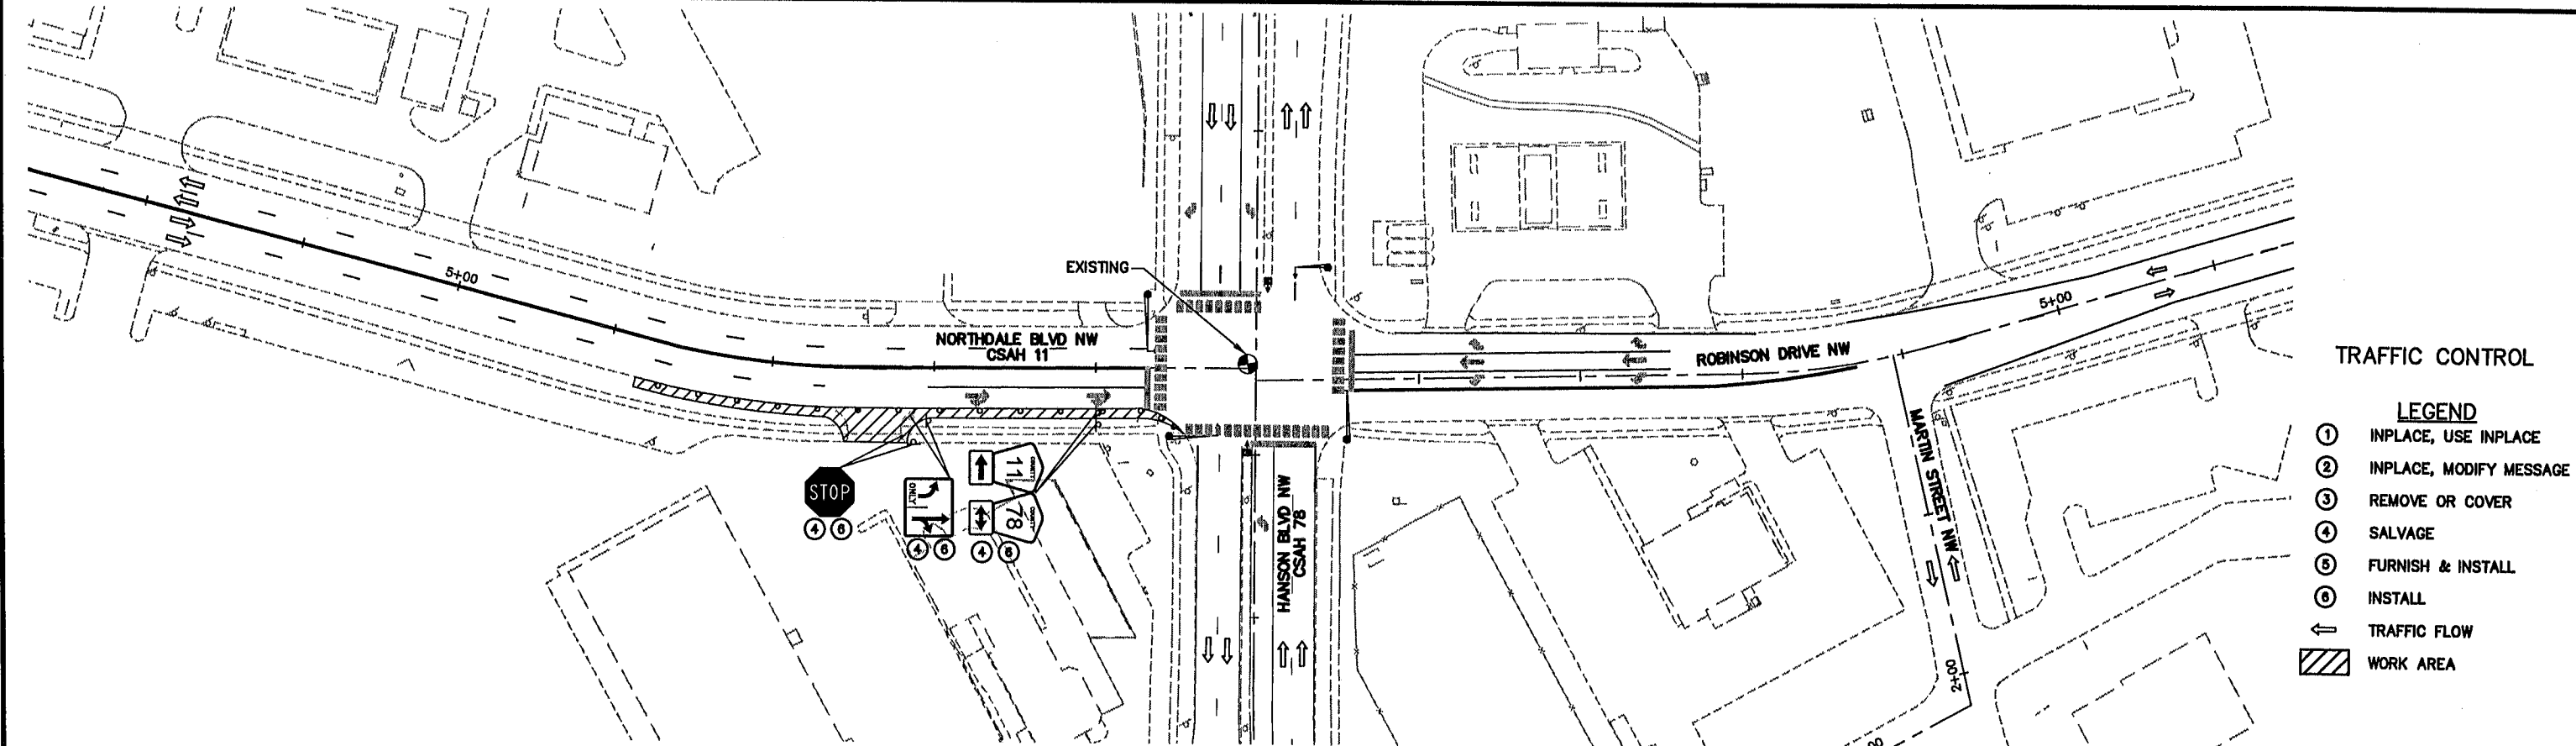 5+00
EXISTING
NORTHDALE BLVD NW
CSAH 11
ROBINSON DRIVE NW
5+00
MARTIN STREET NW
2+00
HANSON BLVD NW
CSAH 78
STOP
4 6
ONLY
4 6
COUNTY
11
COUNTY
78
4 6
TRAFFIC CONTROL
LEGEND
1 INPLACE, USE INPLACE
2 INPLACE, MODIFY MESSAGE
3 REMOVE OR COVER
4 SALVAGE
5 FURNISH & INSTALL
6 INSTALL
TRAFFIC FLOW
WORK AREA